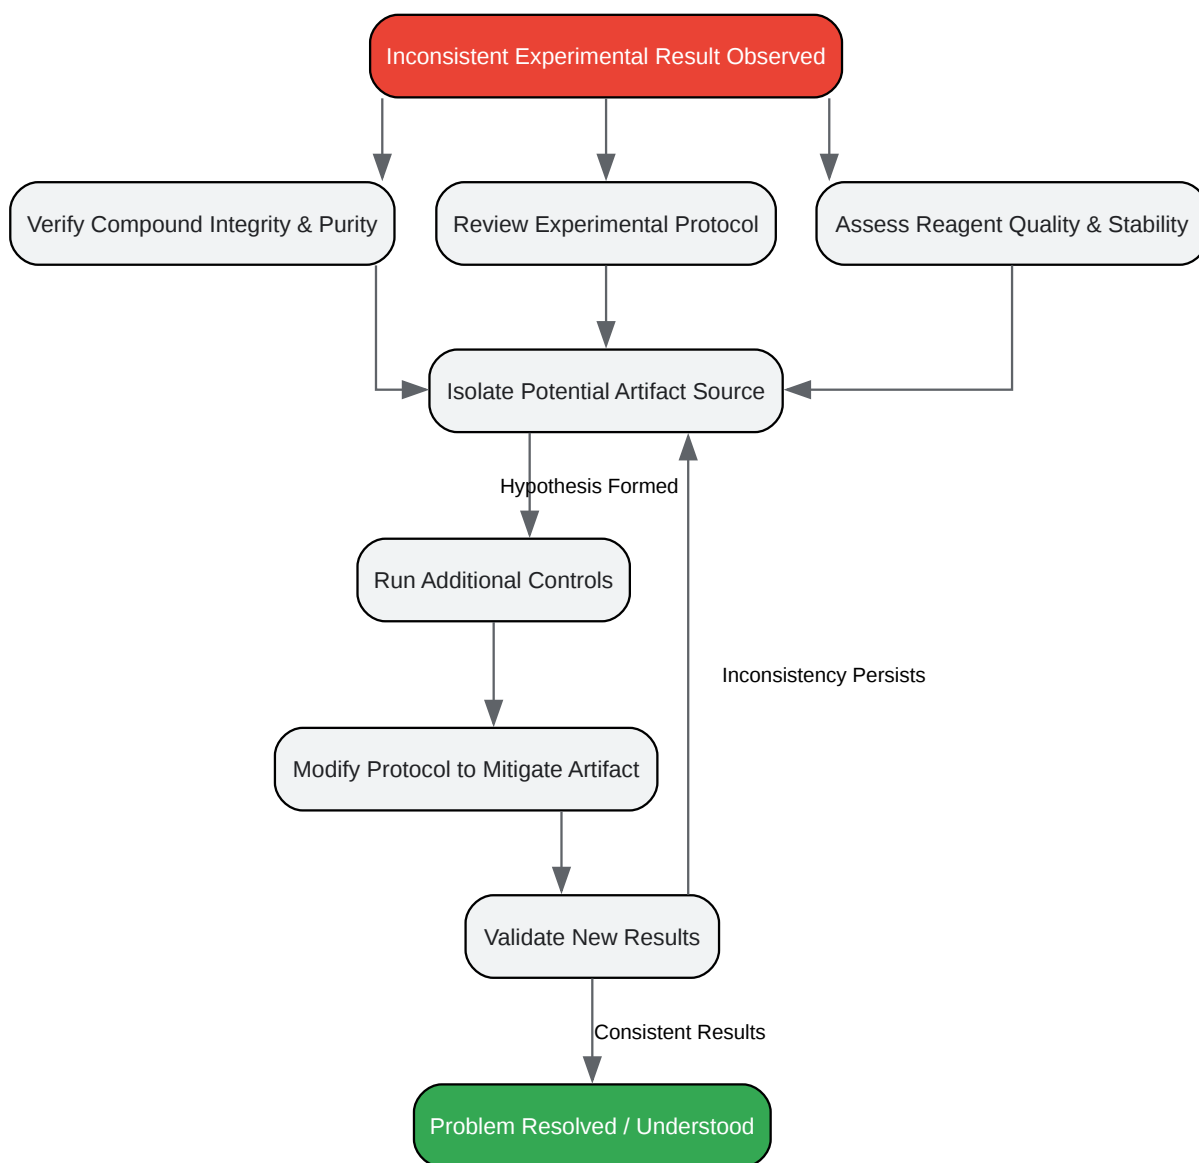 Inconsistent Experimental Result Observed
Verify Compound Integrity & Purity
Review Experimental Protocol
Assess Reagent Quality & Stability
Isolate Potential Artifact Source
Hypothesis Formed
Run Additional Controls
Inconsistency Persists
Modify Protocol to Mitigate Artifact
Validate New Results
Consistent Results
Problem Resolved / Understood